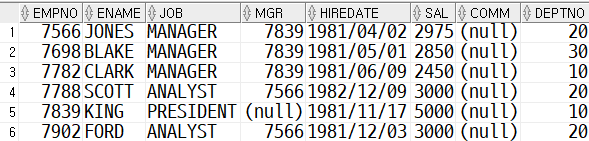 EMPNO ENAME JOB MGR HIREDATE SAL COMM DEPTNO
1 7566 JONES MANAGER 7839 1981/04/02 2975 (null) 20
2 7698 BLAKE MANAGER 7839 1981/05/01 2850 (null) 30
3 7782 CLARK MANAGER 7839 1981/06/09 2450 (null) 10
4 7788 SCOTT ANALYST 7566 1982/12/09 3000 (null) 20
5 7839 KING PRESIDENT (null) 1981/11/17 5000 (null) 10
6 7902 FORD ANALYST 7566 1981/12/03 3000 (null) 20